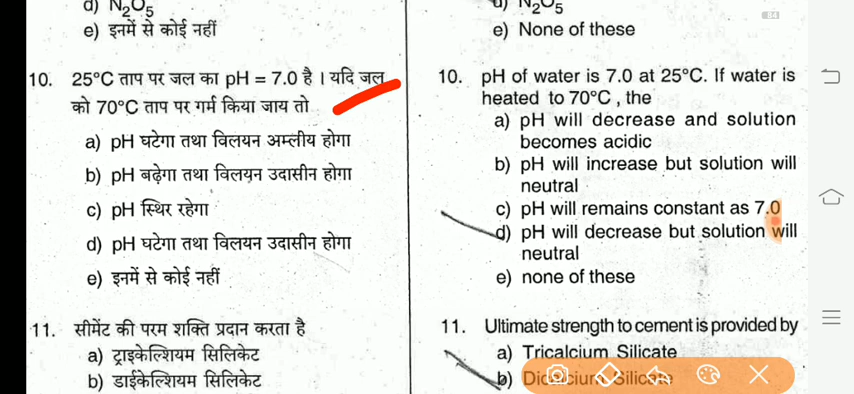 d) N₂O₅
e) इनमें से कोई नहीं
10. 25°C ताप पर जल का pH = 7.0 है । यदि जल
को 70°C ताप पर गर्म किया जाय तो
a) pH घटेगा तथा विलयन अम्लीय होगा
b) pH बढ़ेगा तथा विलयन उदासीन होगा
c) pH स्थिर रहेगा
d) pH घटेगा तथा विलयन उदासीन होगा
e) इनमें से कोई नहीं
11. सीमेंट की परम शक्ति प्रदान करता है
a) ट्राइकेल्शियम सिलिकेट
b) डाईकेल्शियम सिलिकेट
d) N₂O₅
e) None of these
10. pH of water is 7.0 at 25°C. If water is
heated to 70°C , the
a) pH will decrease and solution
becomes acidic
b) pH will increase but solution will
neutral
c) pH will remains constant as 7.0
d) pH will decrease but solution will
neutral
e) none of these
11. Ultimate strength to cement is provided by
a) Tricalcium Silicate
b) Dicalcium Silicate
84